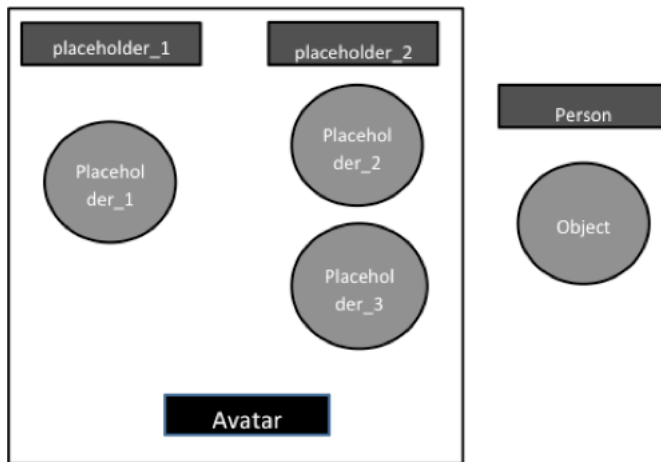 placeholder_1
placeholder_2
Person
Placehol
der_1
Placehol
der_2
Placehol
der_3
Object
Avatar